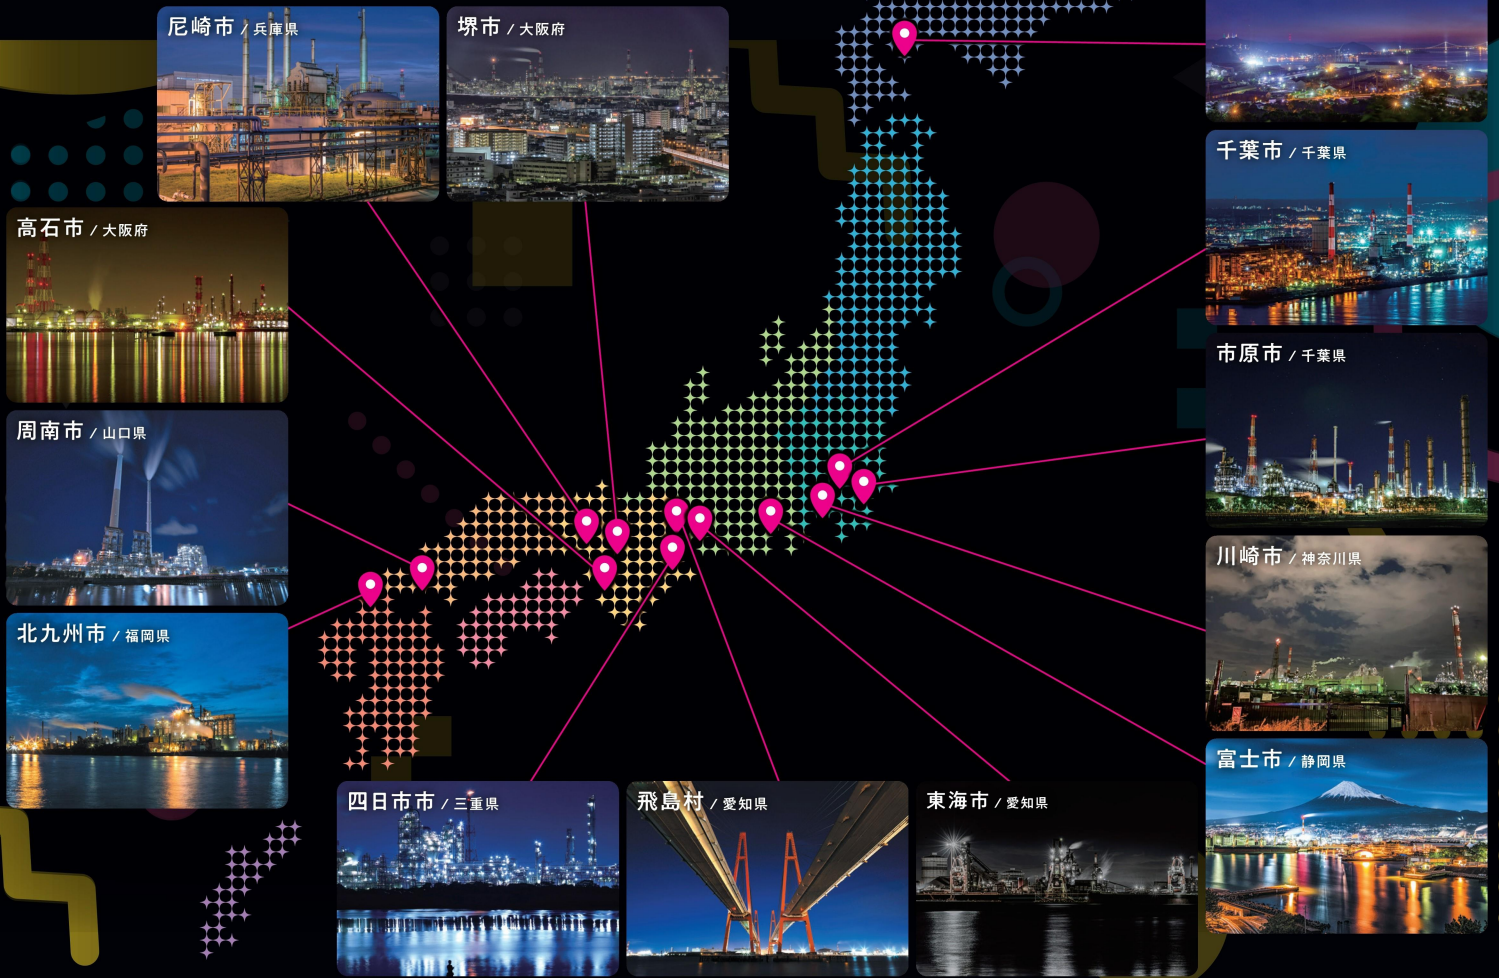 尼崎市 / 兵庫県
堺市 / 大阪府
千葉市 / 千葉県
高石市 / 大阪府
市原市 / 千葉県
周南市 / 山口県
川崎市 / 神奈川県
北九州市 / 福岡県
富士市 / 静岡県
四日市市 / 三重県
飛島村 / 愛知県
東海市 / 愛知県